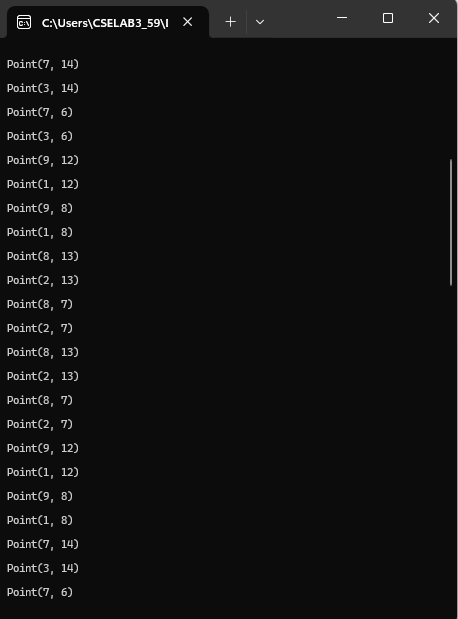 C:\Users\CSELAB3_59\I
Point(7, 14)
Point(3, 14)
Point(7, 6)
Point(3, 6)
Point(9, 12)
Point(1, 12)
Point(9, 8)
Point(1, 8)
Point(8, 13)
Point(2, 13)
Point(8, 7)
Point(2, 7)
Point(8, 13)
Point(2, 13)
Point(8, 7)
Point(2, 7)
Point(9, 12)
Point(1, 12)
Point(9, 8)
Point(1, 8)
Point(7, 14)
Point(3, 14)
Point(7, 6)